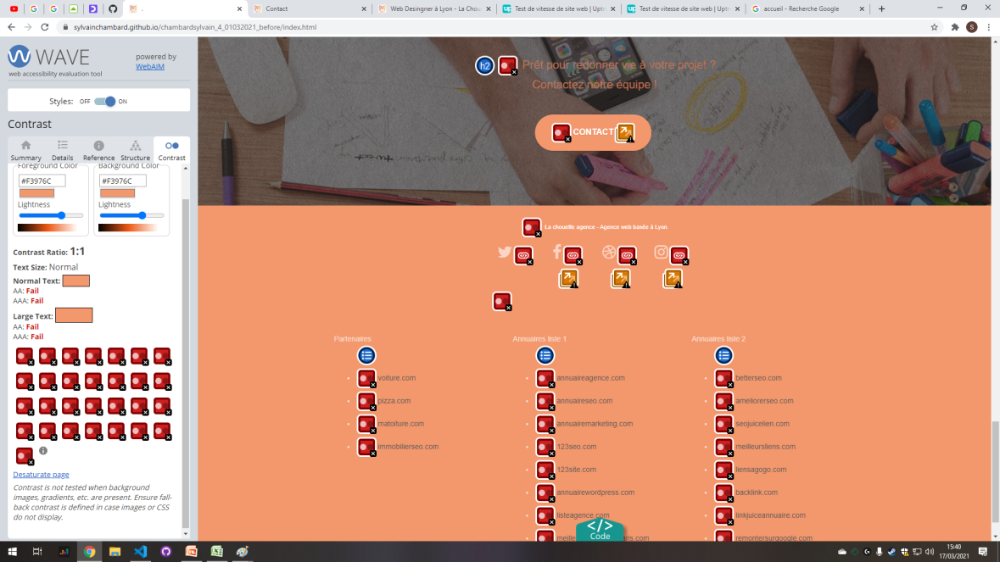 .
Contact
Web Desingner à Lyon - La Chou
Test de vitesse de site web | Uptr
Test de vitesse de site web | Uptr
accueil - Recherche Google
sylvainchambard.github.io/chambardsylvain_4_01032021_before/index.html
S
WAVE
powered by
WebAIM
web accessibility evaluation tool
Styles: OFF ON
Contrast
Summary Details Reference Structure Contrast
Foreground Color Background Color
#F3976C #F3976C
Lightness Lightness
Contrast Ratio: 1:1
Text Size: Normal
Normal Text:
AA: Fail
AAA: Fail
Large Text:
AA: Fail
AAA: Fail
Desaturate page
Contrast is not tested when background
images, gradients, etc. are present. Ensure fall-
back contrast is defined in case images or CSS
do not display.
h2 Prêt pour redonner vie à votre projet ?
Contactez notre équipe !
CONTACT
La chouelle agence - Agence web basée à Lyon
Partenaires
voiture.com
pizza.com
matoiture.com
immobilierseo.com
Annuaires liste 1
annuaireagence.com
annuaireseo.com
annuairemarketing.com
123seo.com
123site.com
annuairewordpress.com
listeagence.com
Annuaires liste 2
betterseo.com
ameliorerseo.com
seojuicelien.com
meilleursliens.com
liensagogo.com
backlink.com
linkjuiceannuaire.com
remontersurgoogle.com
</> Code
15:40
17/03/2021